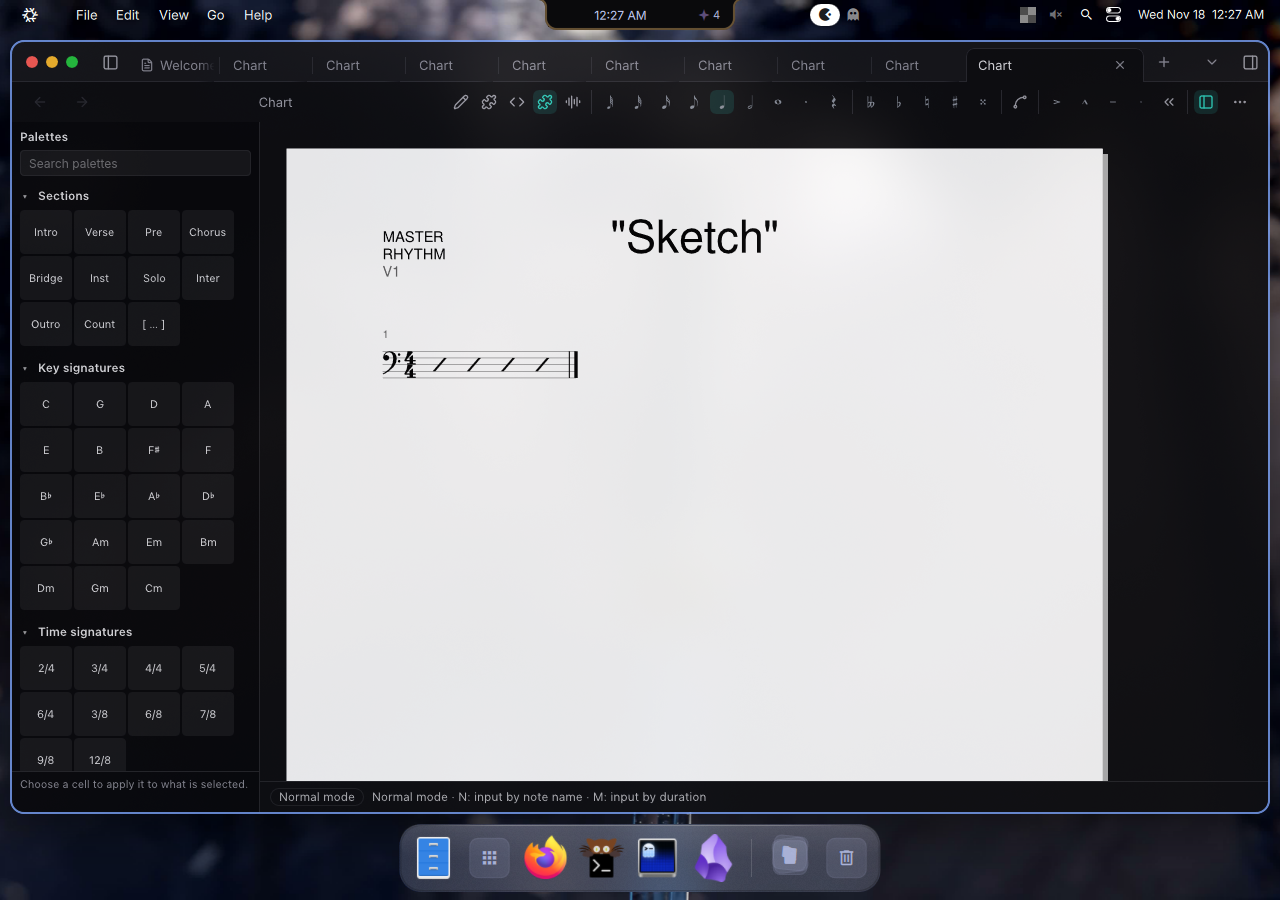 File Edit View Go Help
12:27 AM
4
Wed Nov 18 12:27 AM
Welcom
Chart
Chart
Chart
Chart
Chart
Chart
Chart
Chart
Chart
Chart
Palettes
Search palettes
Sections
Intro Verse Pre Chorus
Bridge Inst Solo Inter
Outro Count [ ... ]
Key signatures
C G D A
E B F♯ F
B♭ E♭ A♭ D♭
G♭ Am Em Bm
Dm Gm Cm
Time signatures
2/4 3/4 4/4 5/4
6/4 3/8 6/8 7/8
9/8 12/8
Choose a cell to apply it to what is selected.
"Sketch"
MASTER
RHYTHM
V1
1
4
4
Normal mode
Normal mode · N: input by note name · M: input by duration